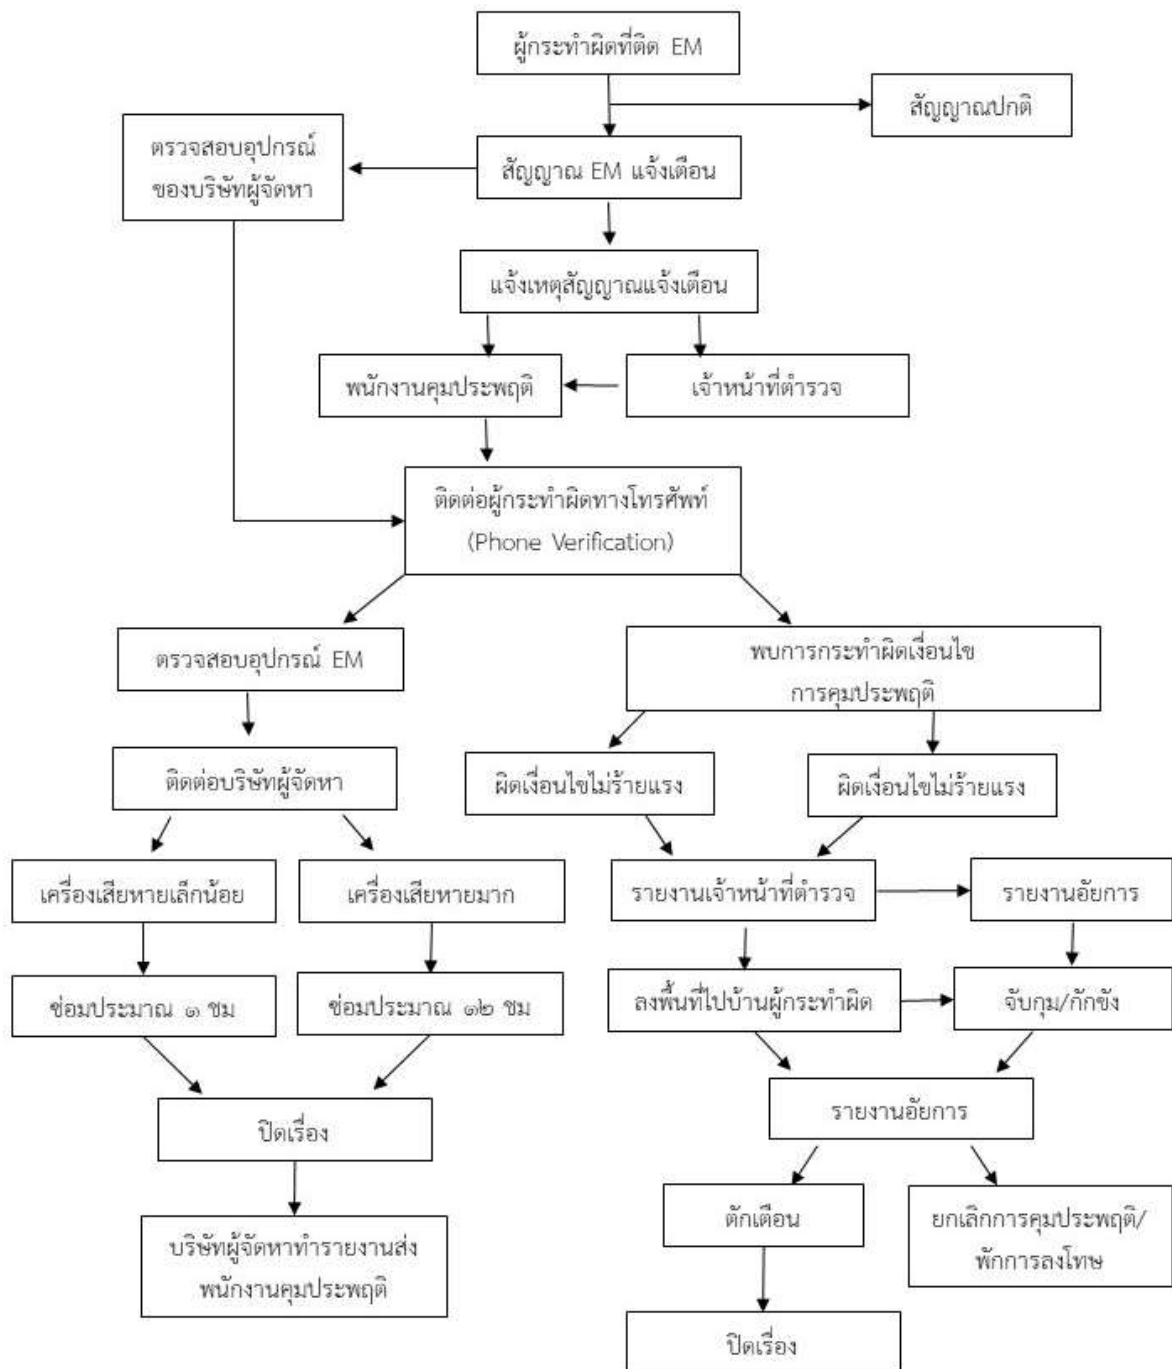 ผู้กระทำผิดที่ติด EM
สัญญาณปกติ
ตรวจสอบอุปกรณ์
ของบริษัทผู้จัดหา
สัญญาณ EM แจ้งเตือน
แจ้งเหตุสัญญาณแจ้งเตือน
พนักงานคุมประพฤติ
เจ้าหน้าที่ตำรวจ
ติดต่อผู้กระทำผิดทางโทรศัพท์
(Phone Verification)
ตรวจสอบอุปกรณ์ EM
พบการกระทำผิดเงื่อนไข
การคุมประพฤติ
ติดต่อบริษัทผู้จัดหา
ผิดเงื่อนไขไม่ร้ายแรง
ผิดเงื่อนไขไม่ร้ายแรง
เครื่องเสียหายเล็กน้อย
เครื่องเสียหายมาก
รายงานเจ้าหน้าที่ตำรวจ
รายงานอัยการ
ซ่อมประมาณ ๑ ชม
ซ่อมประมาณ ๑๒ ชม
ลงพื้นที่ไปบ้านผู้กระทำผิด
จับกุม/กักขัง
ปิดเรื่อง
รายงานอัยการ
บริษัทผู้จัดหาทำรายงานส่ง
พนักงานคุมประพฤติ
ตักเตือน
ยกเลิกการคุมประพฤติ/
พักการลงโทษ
ปิดเรื่อง